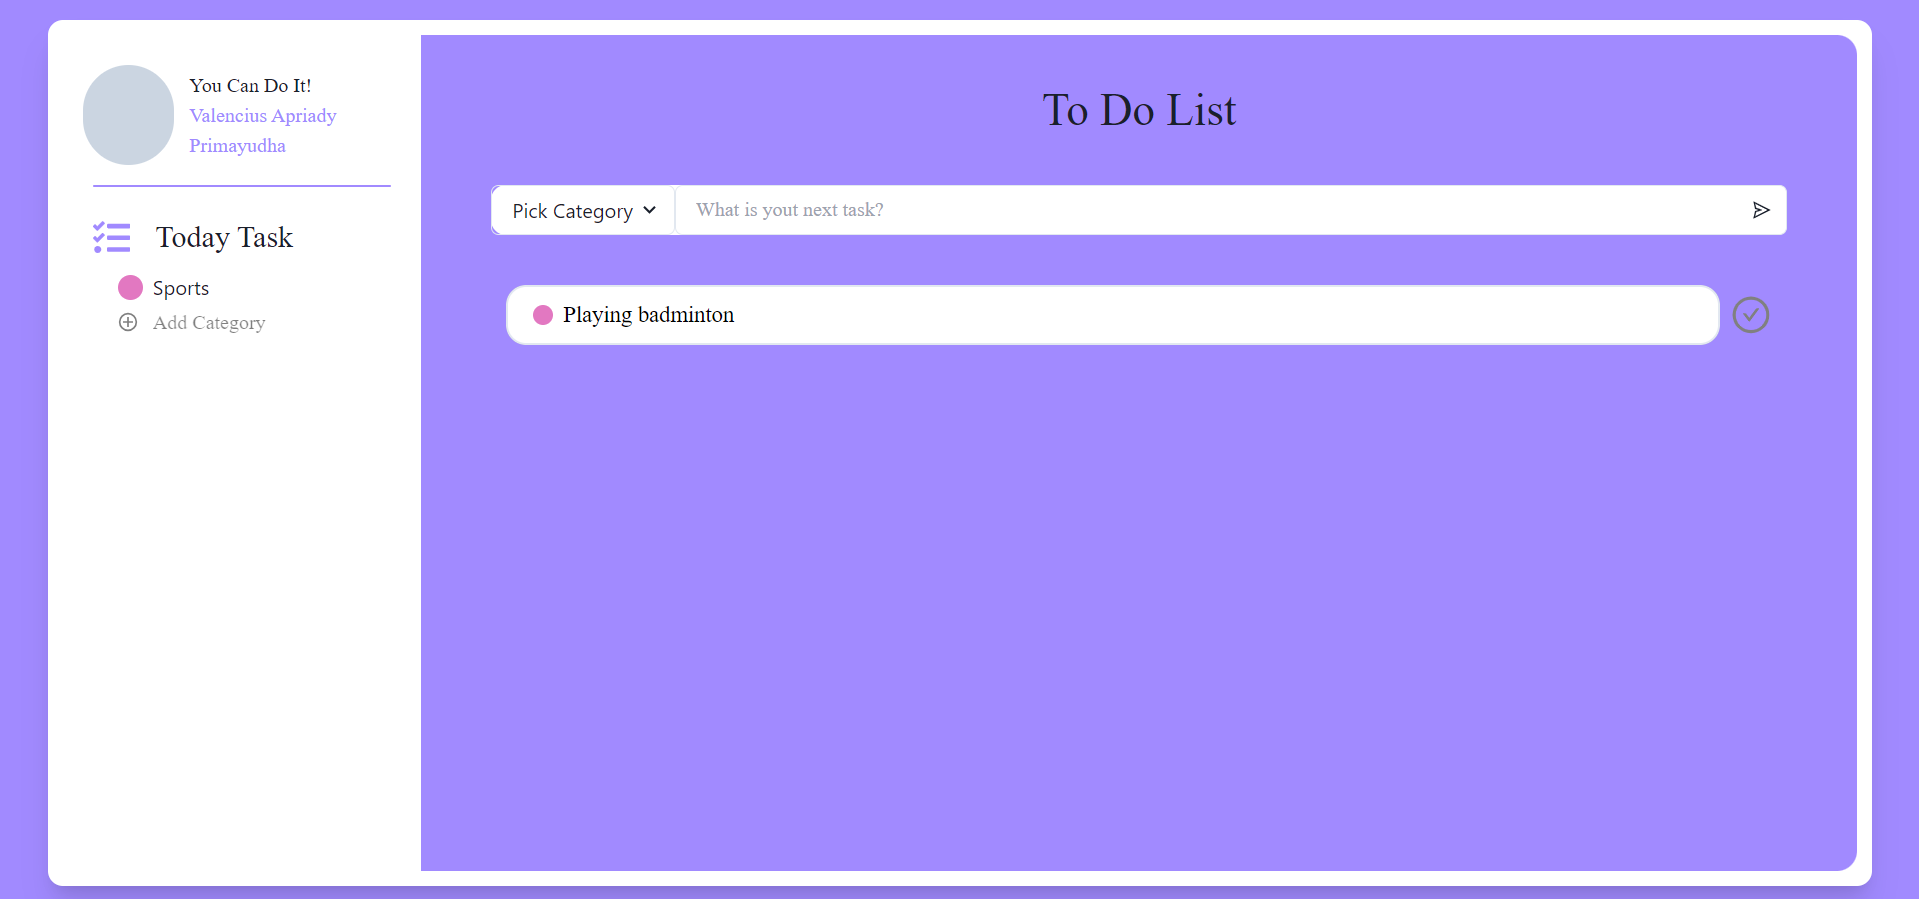 You Can Do It!
Valencius Apriady
Primayudha
Today Task
Sports
Add Category
To Do List
Pick Category
What is yout next task?
Playing badminton